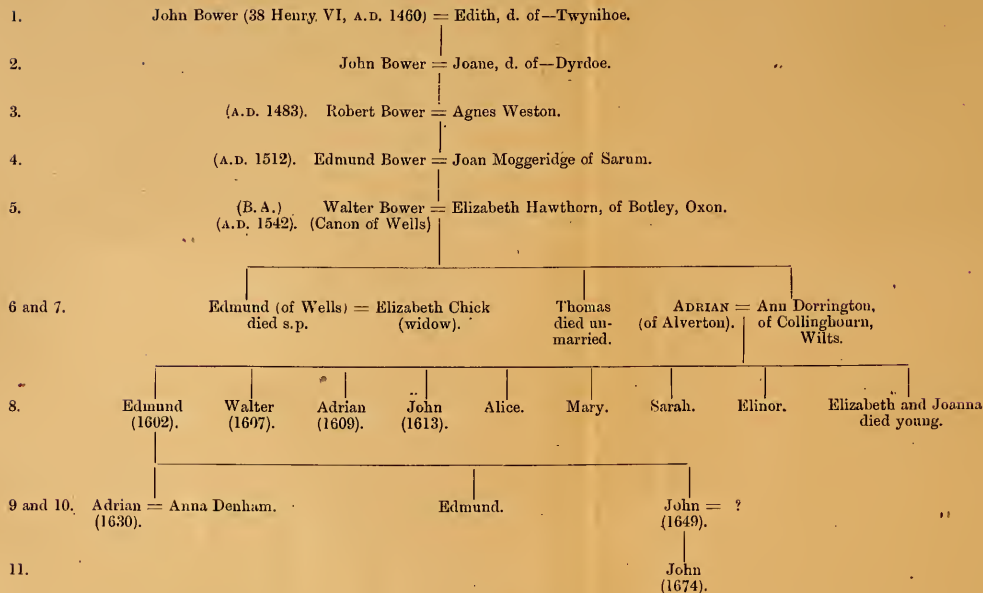 1. John Bower (38 Henry VI, A.D. 1460) = Edith, d. of—Twynihoe.
2. John Bower = Joane, d. of—Dyrdoe.
3. (A.D. 1483). Robert Bower = Agnes Weston.
4. (A.D. 1512). Edmund Bower = Joan Moggeridge of Sarum.
5. (B.A.) Walter Bower = Elizabeth Hawthorn, of Botley, Oxon.
(A.D. 1542). (Canon of Wells)
6 and 7. Edmund (of Wells) = Elizabeth Chick Thomas ADRIAN = Ann Dorrington,
died s.p. (widow). died un- (of Alverton). of Collingbourn,
married. Wilts.
8. Edmund Walter Adrian John Alice. Mary. Sarah. Elinor. Elizabeth and Joanna
(1602). (1607). (1609). (1613). died young.
9 and 10. Adrian = Anna Denham. Edmund. John = ?
(1630). (1649).
11. John
(1674).